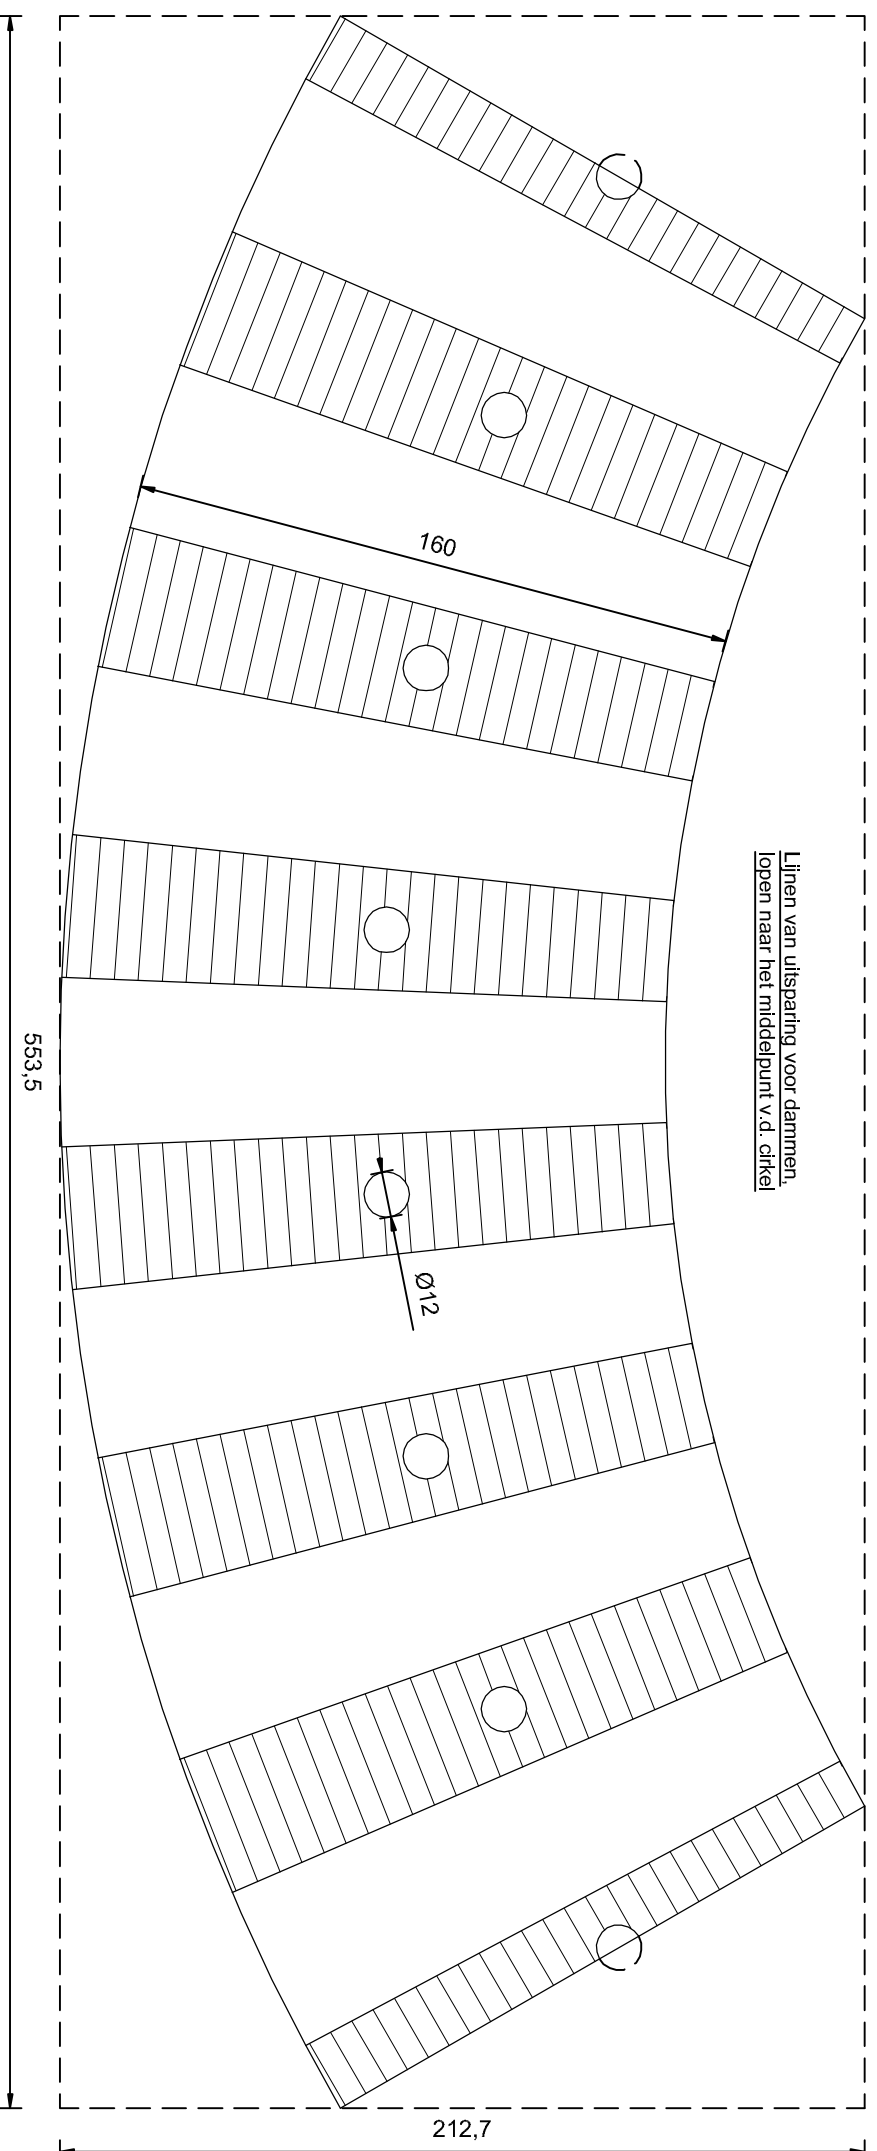 160
Lijnen van uitsparing voor dammen,
lopen naar het middelpunt v.d. cirkel
553,5
Ø12
212,7